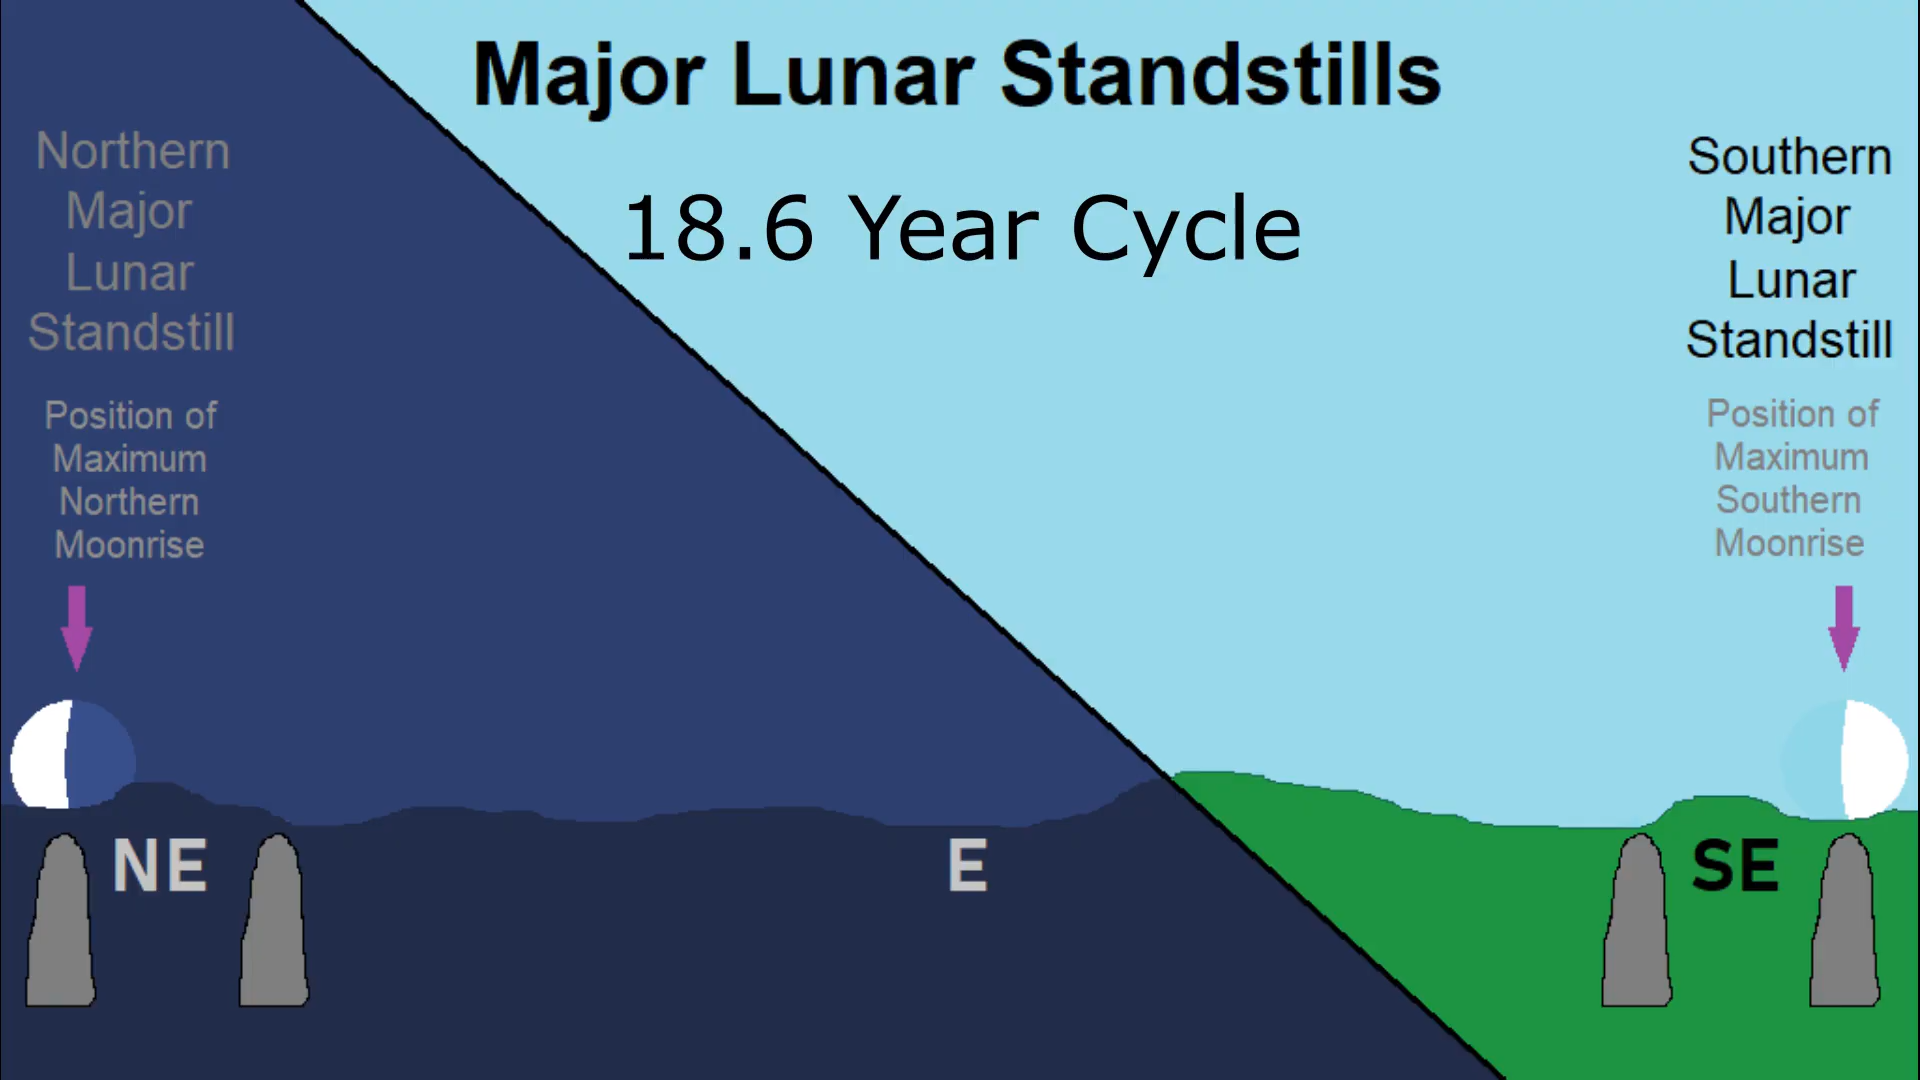 Major Lunar Standstills
18.6 Year Cycle
Northern
Major
Lunar
Standstill
Position of
Maximum
Northern
Moonrise
Southern
Major
Lunar
Standstill
Position of
Maximum
Southern
Moonrise
NE
E
SE